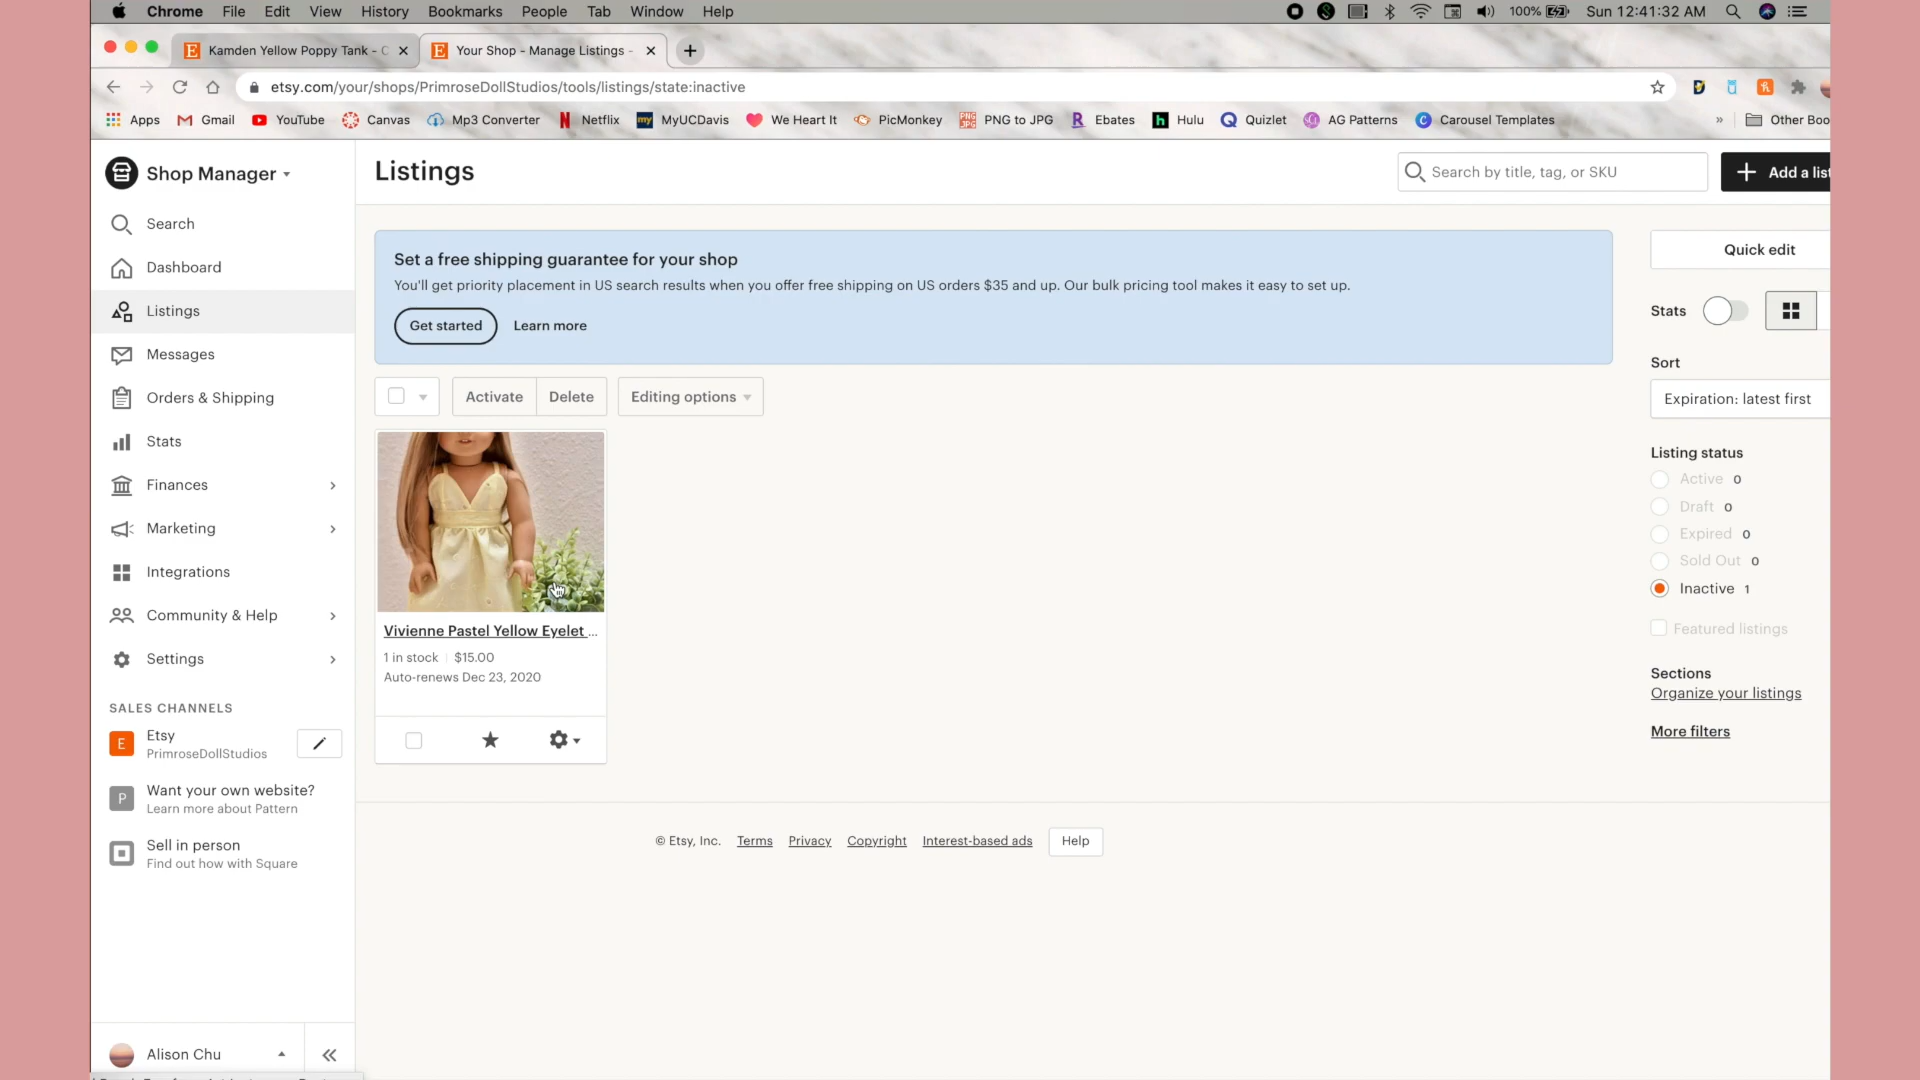 Chrome File Edit View History Bookmarks People Tab Window Help 100% Sun 12:41:32 AM
Kamden Yellow Poppy Tank - Your Shop - Manage Listings -
etsy.com/your/shops/PrimroseDollStudios/tools/listings/state:inactive
Apps Gmail YouTube Canvas Mp3 Converter Netflix MyUCDavis We Heart It PicMonkey PNG to JPG Ebates Hulu Quizlet AG Patterns Carousel Templates » Other Boo
Shop Manager
Search
Dashboard
Listings
Messages
Orders & Shipping
Stats
Finances
Marketing
Integrations
Community & Help
Settings
SALES CHANNELS
E Etsy
PrimroseDollStudios
P Want your own website?
Learn more about Pattern
Sell in person
Find out how with Square
Alison Chu
Listings
Search by title, tag, or SKU
+ Add a list
Set a free shipping guarantee for your shop
You'll get priority placement in US search results when you offer free shipping on US orders $35 and up. Our bulk pricing tool makes it easy to set up.
Get started Learn more
Activate Delete Editing options
Vivienne Pastel Yellow Eyelet ...
1 in stock $15.00
Auto-renews Dec 23, 2020
Quick edit
Stats
Sort
Expiration: latest first
Listing status
Active 0
Draft 0
Expired 0
Sold Out 0
Inactive 1
Featured listings
Sections
Organize your listings
More filters
© Etsy, Inc. Terms Privacy Copyright Interest-based ads Help